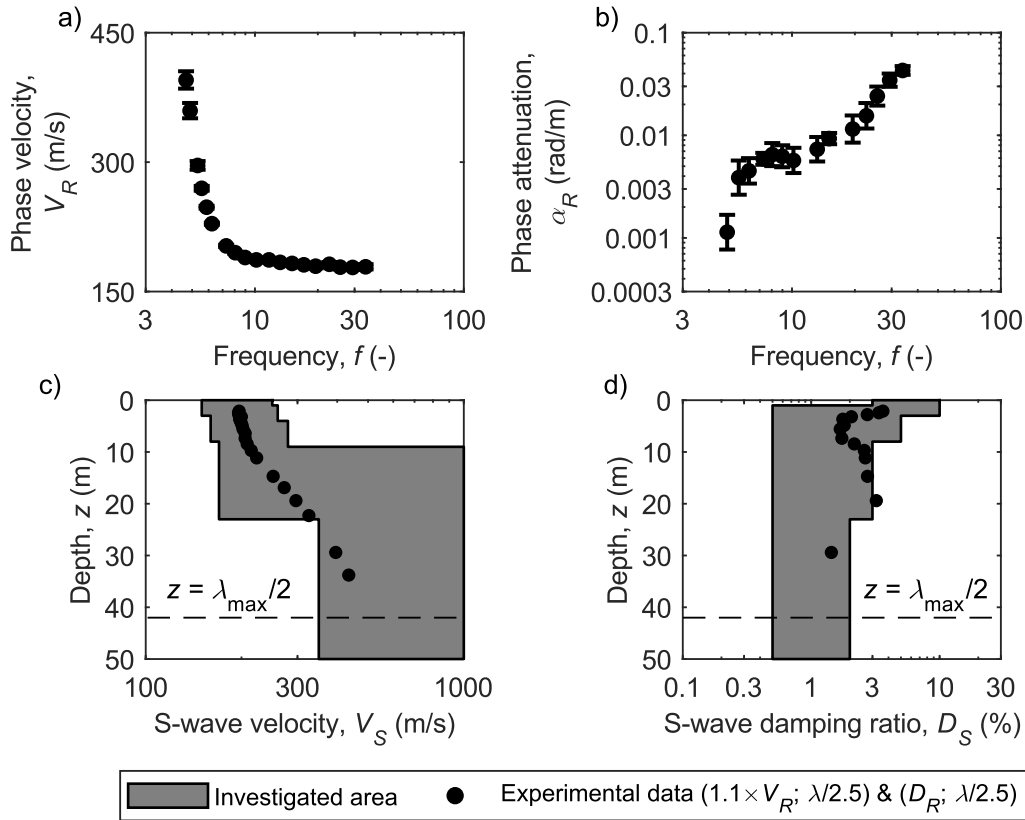 a)
450
300
150
3
10
30
100
Phase velocity,
V_R (m/s)
Frequency, f (-)
b)
0.1
0.03
0.01
0.003
0.001
0.0003
3
10
30
100
Phase attenuation,
α_R (rad/m)
Frequency, f (-)
c)
0
10
20
30
40
50
100
300
1000
Depth, z (m)
z = λ_max/2
S-wave velocity, V_S (m/s)
d)
0
10
20
30
40
50
0.1
0.3
1
3
10
30
Depth, z (m)
z = λ_max/2
S-wave damping ratio, D_S (%)
Investigated area
Experimental data (1.1×V_R; λ/2.5) & (D_R; λ/2.5)